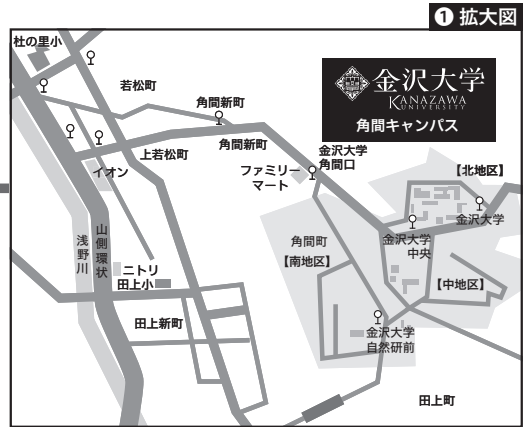 ❶ 拡大図
杜の里小
若松町
角間新町
金沢大学
KANAZAWA
UNIVERSITY
角間キャンパス
上若松町
角間新町
金沢大学
角間口
ファミリー
マート
イオン
【北地区】
金沢大学
金沢大学
中央
角間町
【南地区】
浅野川
山側環状
ニトリ
田上小
【中地区】
田上新町
金沢大学
自然研前
田上町